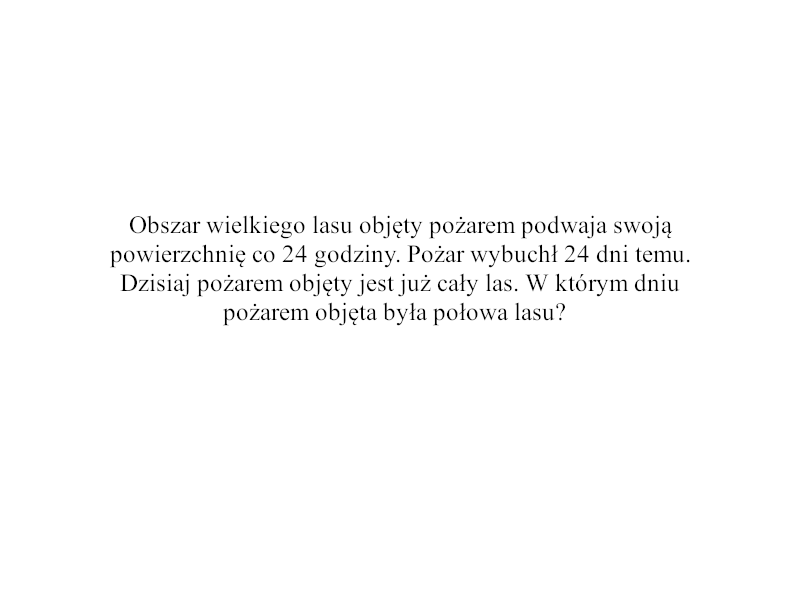 Obszar wielkiego lasu objęty pożarem podwaja swoją
powierzchnię co 24 godziny. Pożar wybuchł 24 dni temu.
Dzisiaj pożarem objęty jest już cały las. W którym dniu
pożarem objęta była połowa lasu?